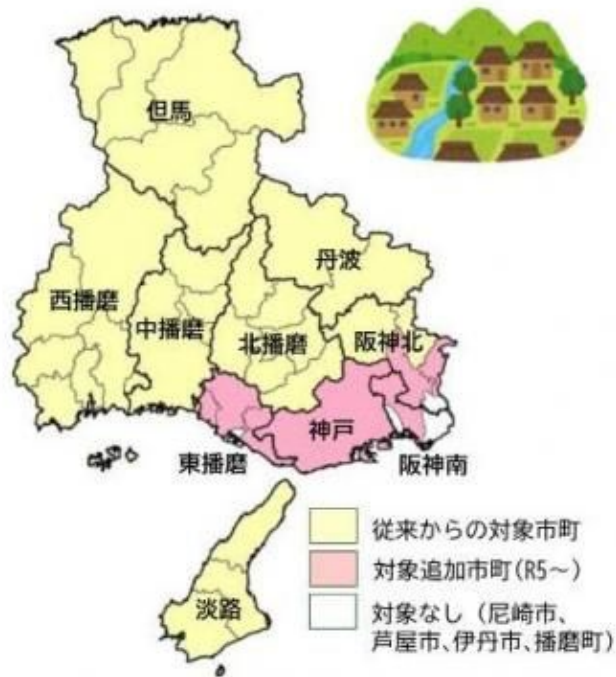 但馬
丹波
西播磨
中播磨
北播磨
阪神北
神戸
東播磨
阪神南
淡路
従来からの対象市町
対象追加市町(R5～)
対象なし（尼崎市、
芦屋市、伊丹市、播磨町）